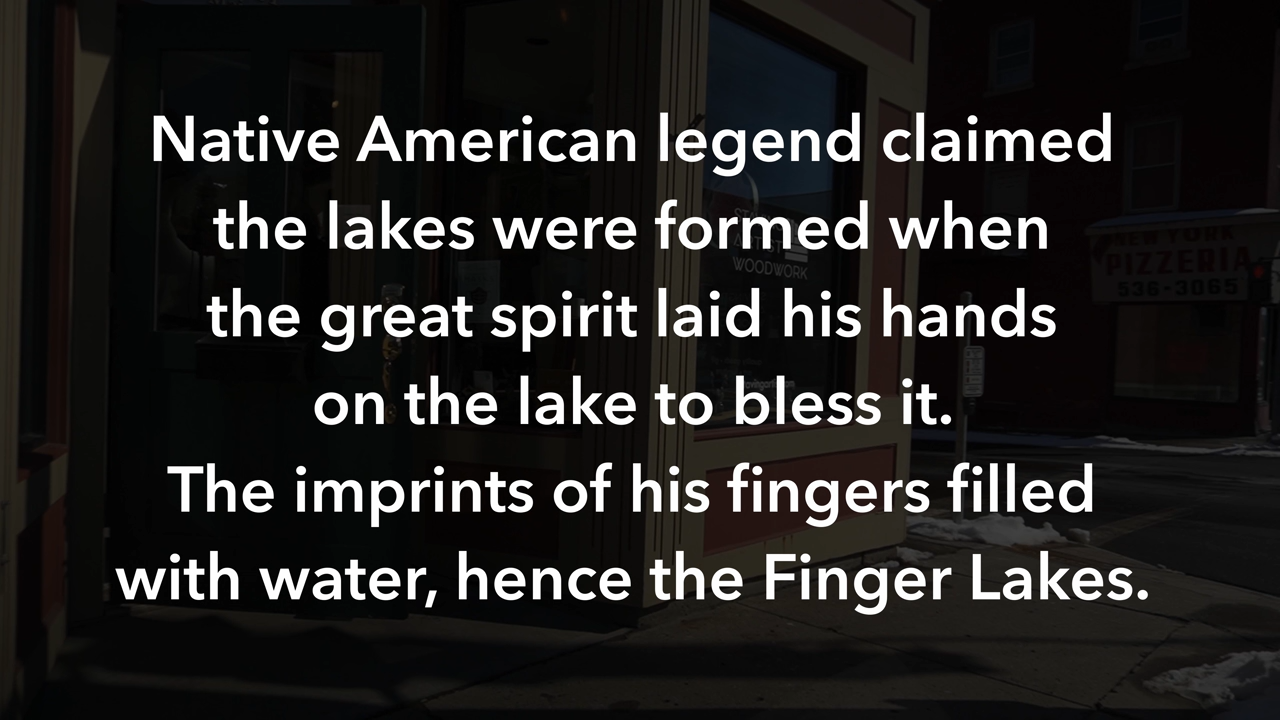 Native American legend claimed
the lakes were formed when
the great spirit laid his hands
on the lake to bless it.
The imprints of his fingers filled
with water, hence the Finger Lakes.
WOODWORK
NEW YORK
PIZZERIA
536-3065